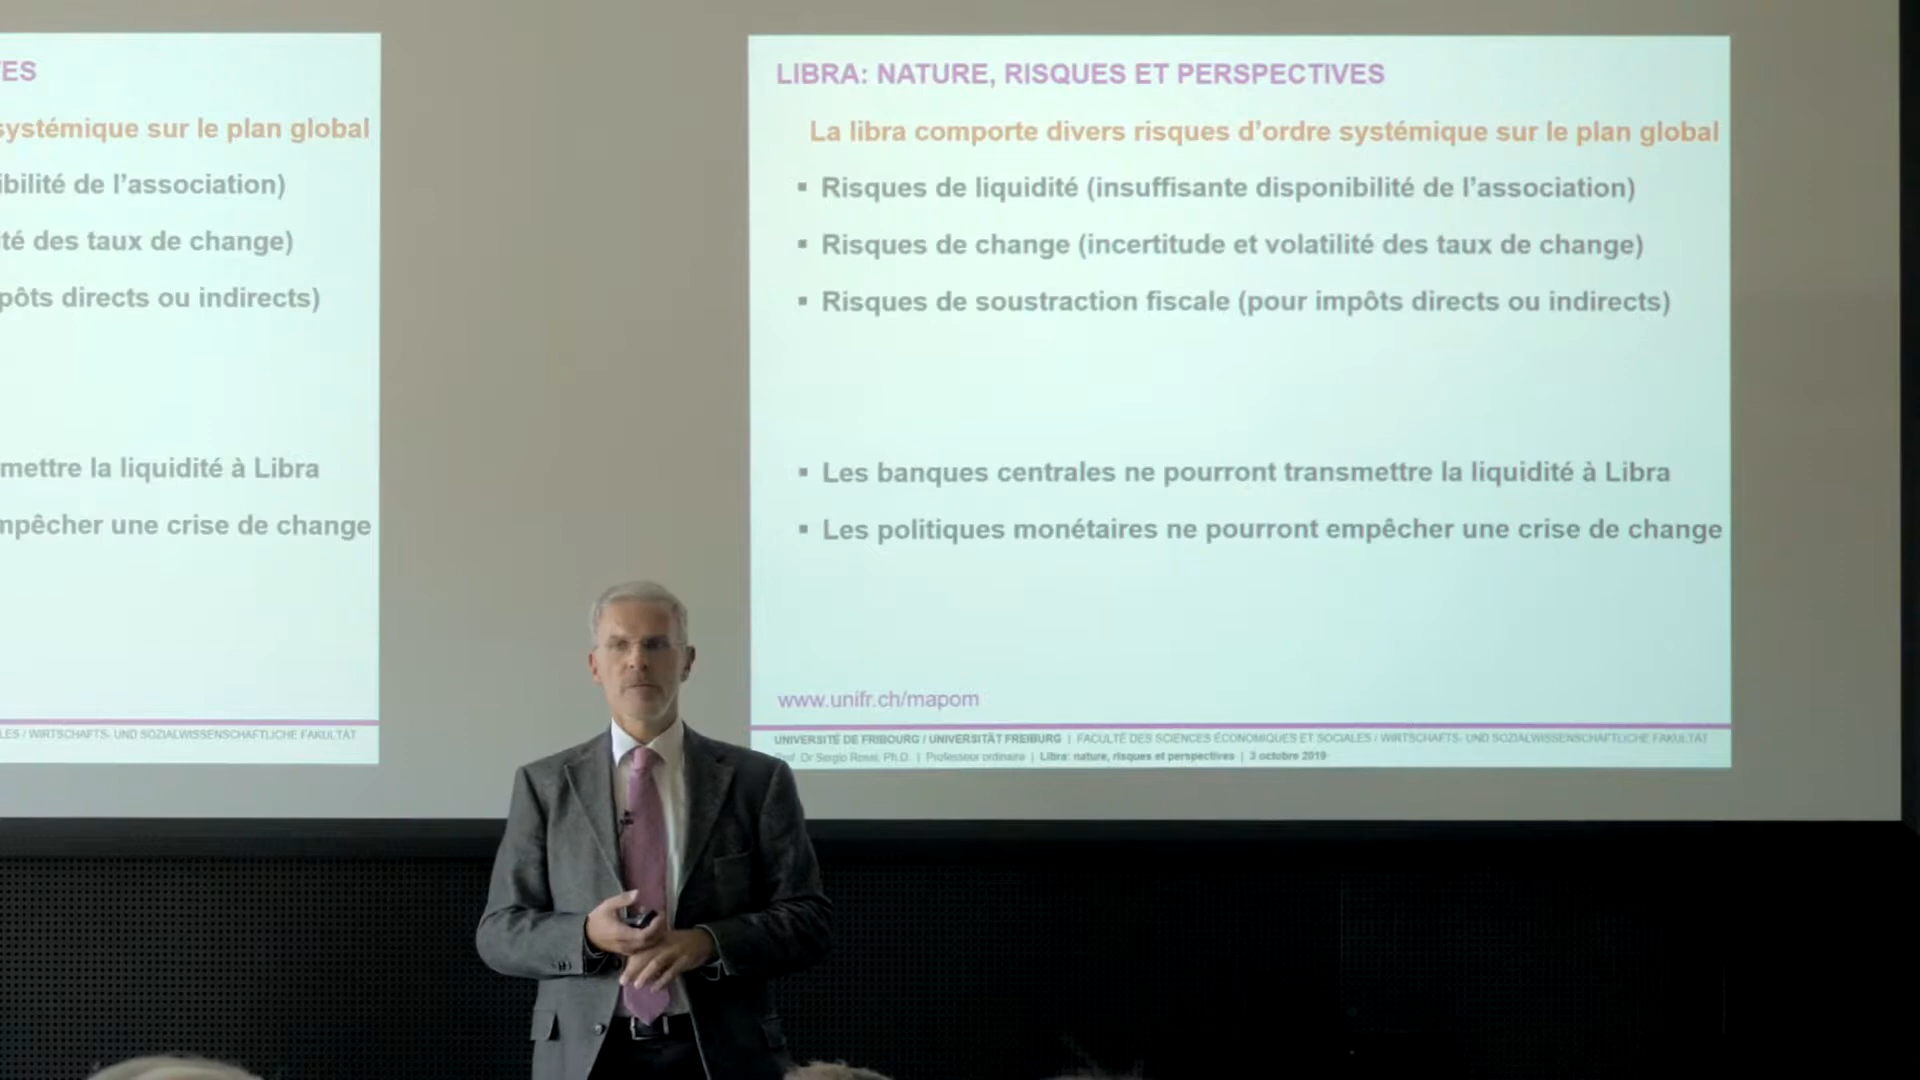 ES
systémique sur le plan global
ibilité de l'association)
té des taux de change)
pôts directs ou indirects)
mettre la liquidité à Libra
mpêcher une crise de change
LES / WIRTSCHAFTS- UND SOZIALWISSENSCHAFTLICHE FAKULTÄT
LIBRA: NATURE, RISQUES ET PERSPECTIVES
La libra comporte divers risques d'ordre systémique sur le plan global
▪ Risques de liquidité (insuffisante disponibilité de l'association)
▪ Risques de change (incertitude et volatilité des taux de change)
▪ Risques de soustraction fiscale (pour impôts directs ou indirects)
▪ Les banques centrales ne pourront transmettre la liquidité à Libra
▪ Les politiques monétaires ne pourront empêcher une crise de change
www.unifr.ch/mapom
UNIVERSITÉ DE FRIBOURG / UNIVERSITÄT FREIBURG | FACULTÉ DES SCIENCES ÉCONOMIQUES ET SOCIALES / WIRTSCHAFTS- UND SOZIALWISSENSCHAFTLICHE FAKULTÄT
Prof. Dr Sergio Rossi, Ph.D. | Professeur ordinaire | Libra: nature, risques et perspectives | 3 octobre 2019